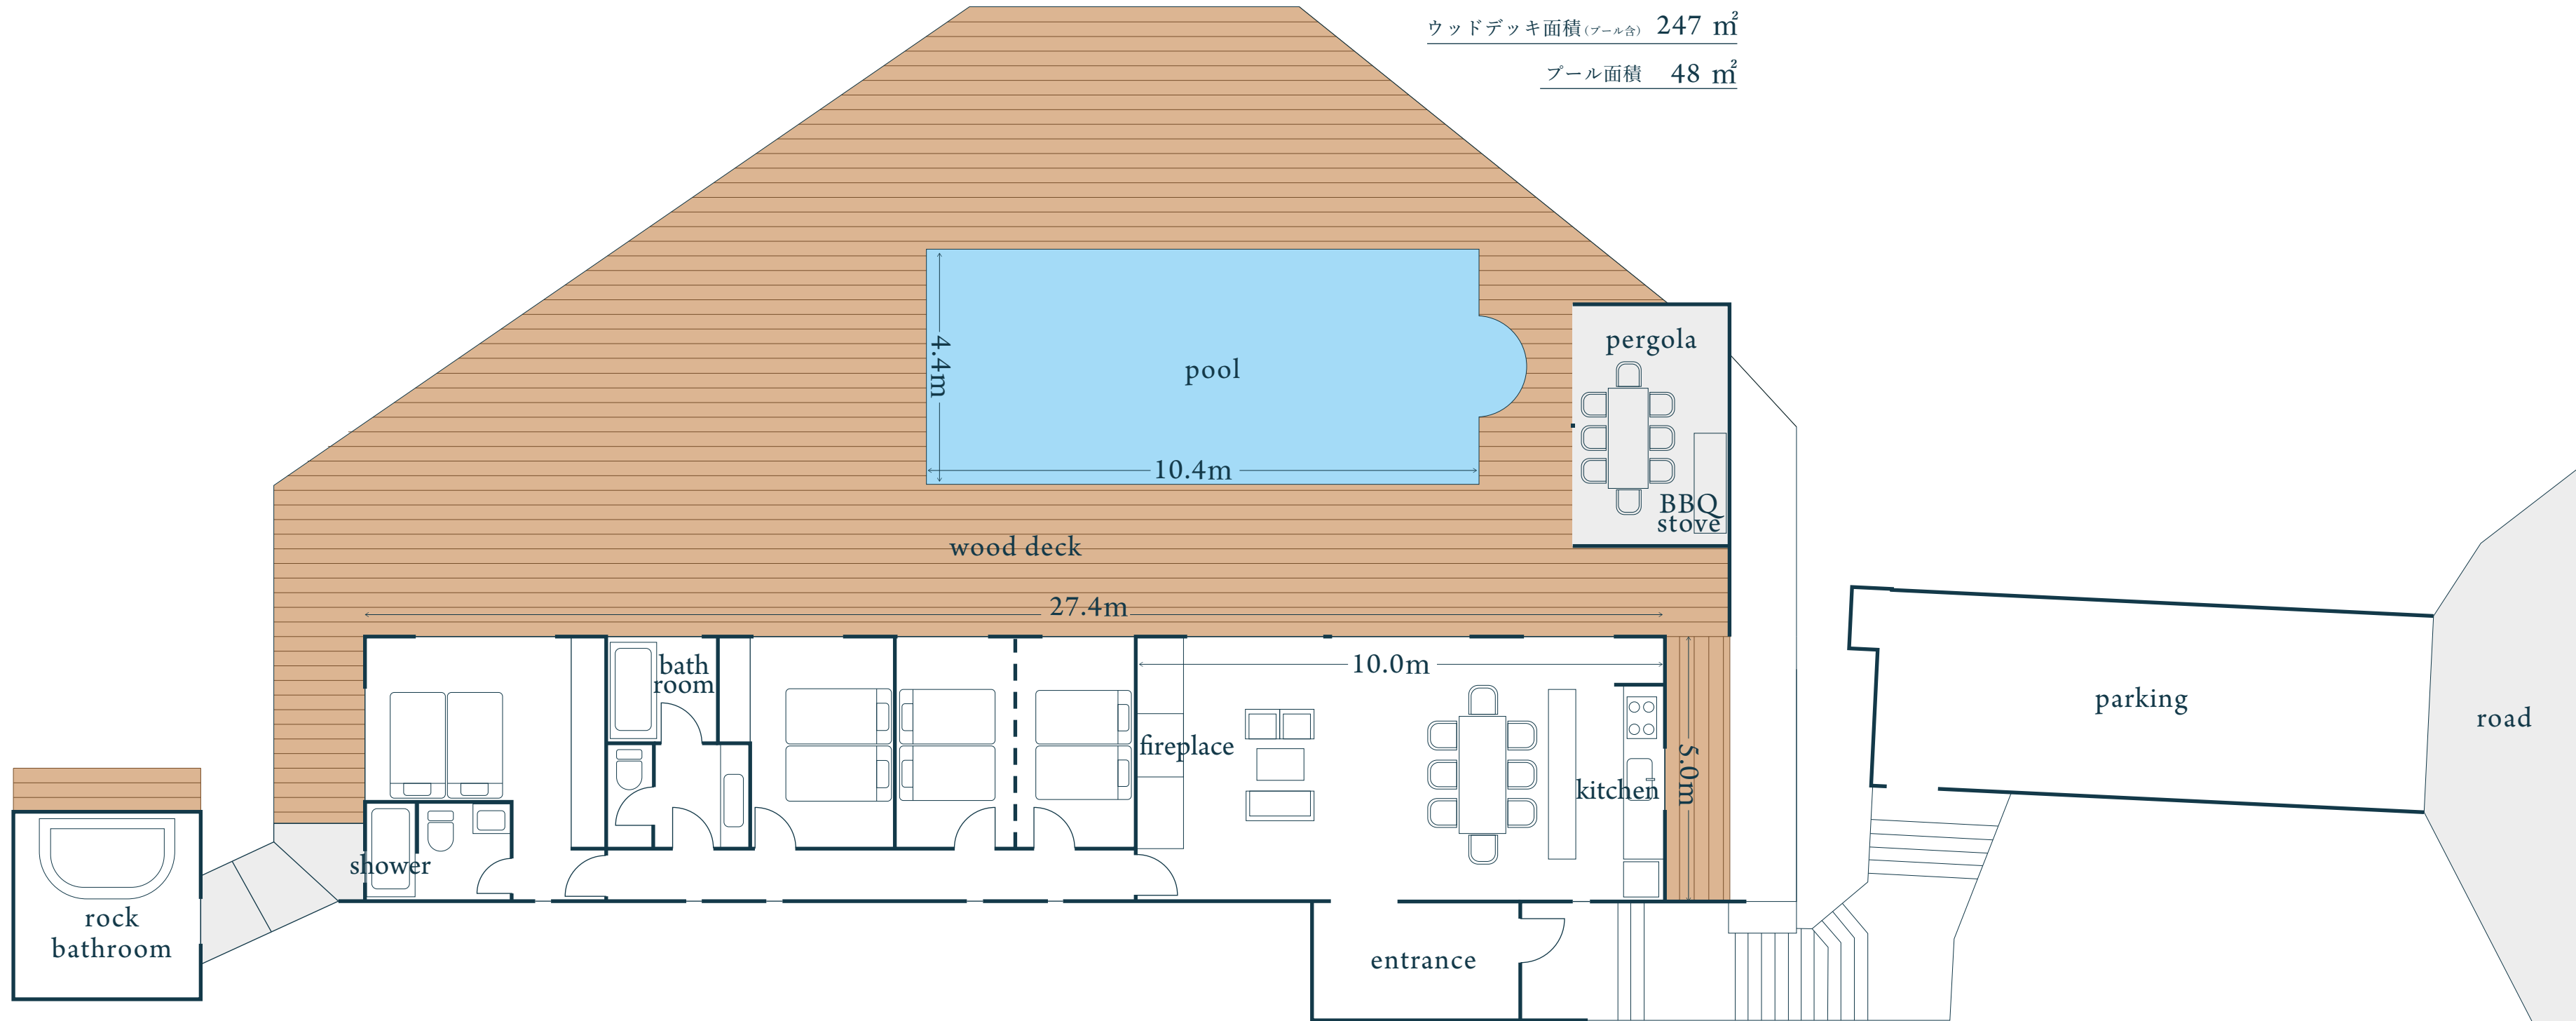 ウッドデッキ面積(プール含) 247 ㎡
プール面積 48 ㎡
pergola
4.4m
pool
10.4m
BBQ
stove
wood deck
27.4m
bath
room
10.0m
parking
road
fireplace
kitchen
5.0m
shower
rock
bathroom
entrance